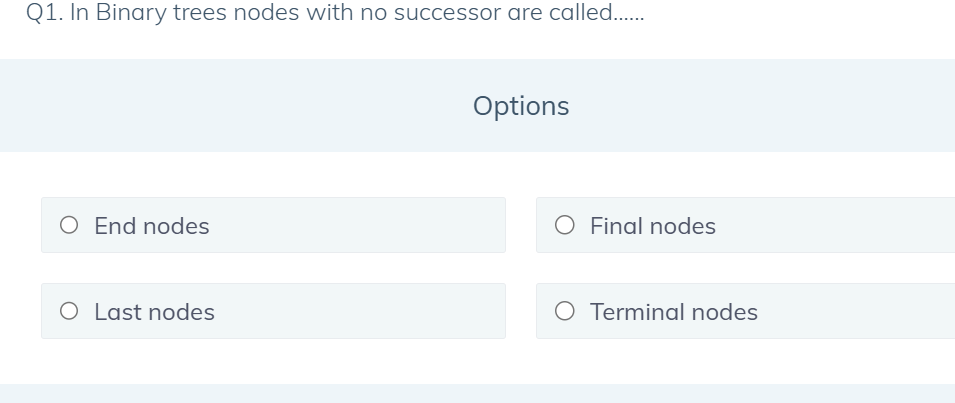 Q1. In Binary trees nodes with no successor are called......
Options
End nodes
Final nodes
Last nodes
Terminal nodes